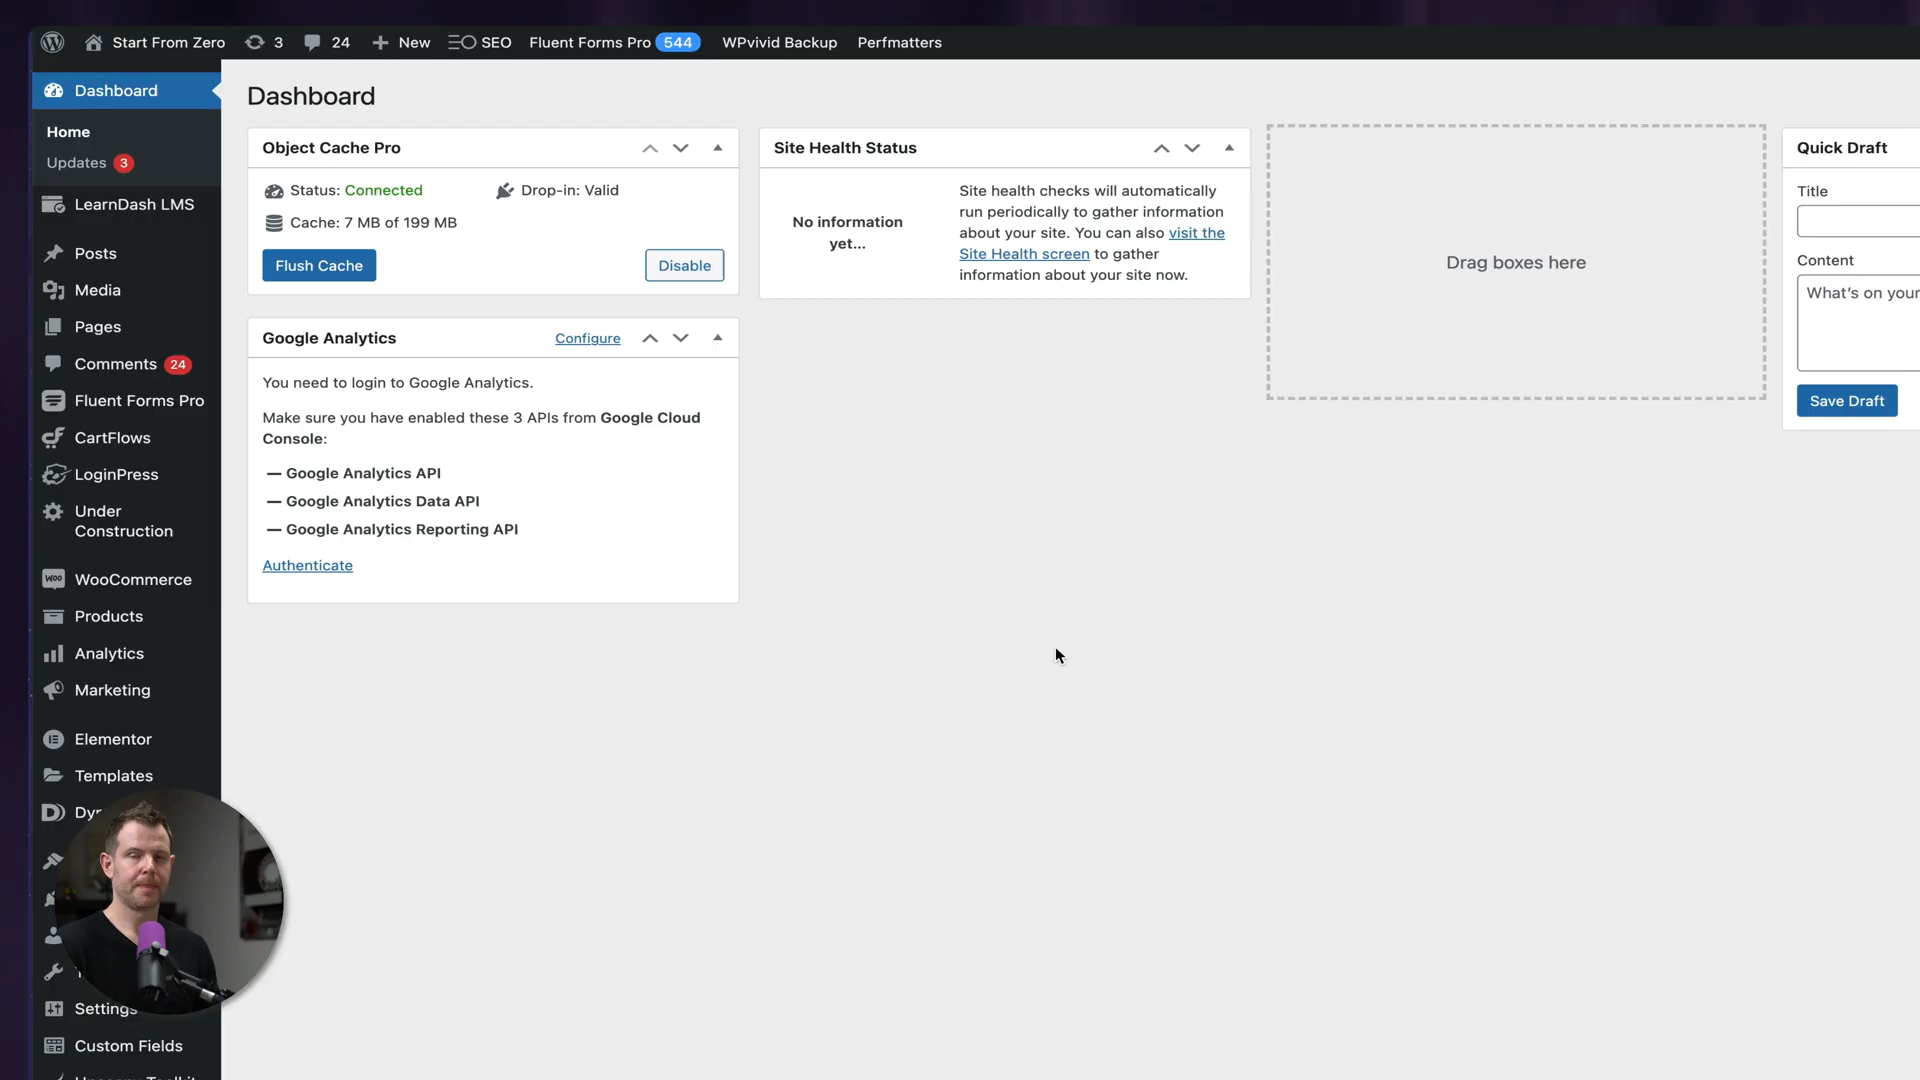 Start From Zero 3 24 New SEO Fluent Forms Pro 544 WPvivid Backup Perfmatters
Dashboard
Home
Updates 3
LearnDash LMS
Posts
Media
Pages
Comments 24
Fluent Forms Pro
CartFlows
LoginPress
Under
Construction
WOO WooCommerce
Products
Analytics
Marketing
Elementor
Templates
Settings
Custom Fields
Dashboard
Object Cache Pro
Status: Connected Drop-in: Valid
Cache: 7 MB of 199 MB
Flush Cache Disable
Google Analytics Configure
You need to login to Google Analytics.
Make sure you have enabled these 3 APIs from Google Cloud
Console:
— Google Analytics API
— Google Analytics Data API
— Google Analytics Reporting API
Authenticate
Site Health Status
No information
yet...
Site health checks will automatically
run periodically to gather information
about your site. You can also visit the
Site Health screen to gather
information about your site now.
Drag boxes here
Quick Draft
Title
Content
What's on your
Save Draft